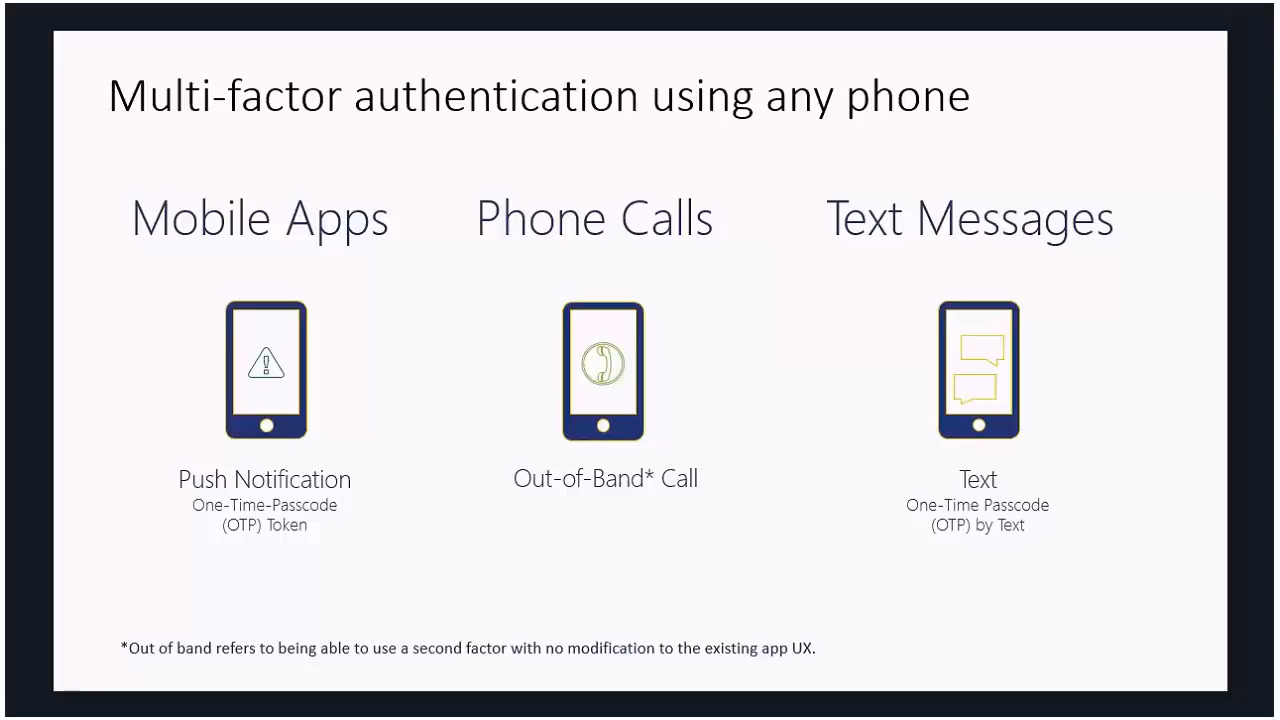 Multi-factor authentication using any phone
Mobile Apps
Phone Calls
Text Messages
Push Notification
One-Time-Passcode
(OTP) Token
Out-of-Band* Call
Text
One-Time Passcode
(OTP) by Text
*Out of band refers to being able to use a second factor with no modification to the existing app UX.